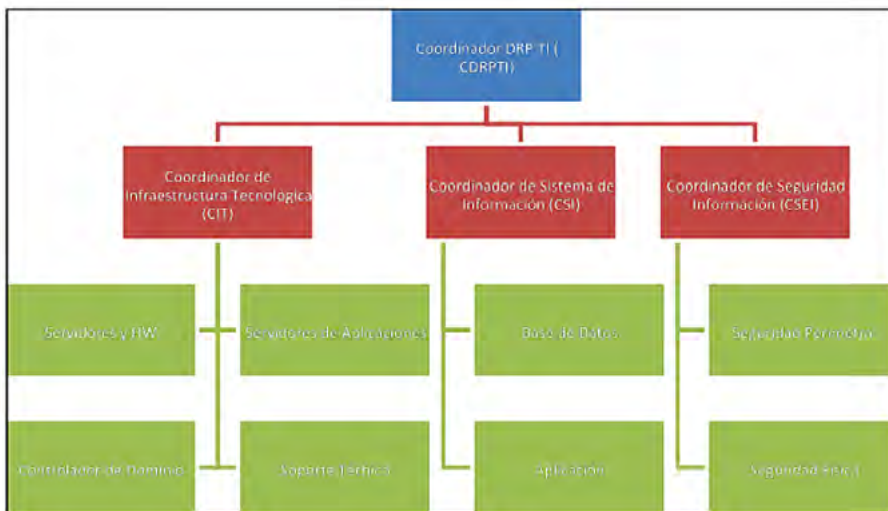 Coordinador DRP TI (
CDRPTI)
Coordinador de
Infraestructura Tecnologica
(CIT)
Coordinador de Sistema de
Información (CSI)
Coordinador de Seguridad
Información (CSEI)
Servidores y HW
Servidores de Aplicaciones
Base de Datos
Seguridad Perimetral
Controlador de Dominio
Soporte Técnica
Aplicación
Seguridad Física